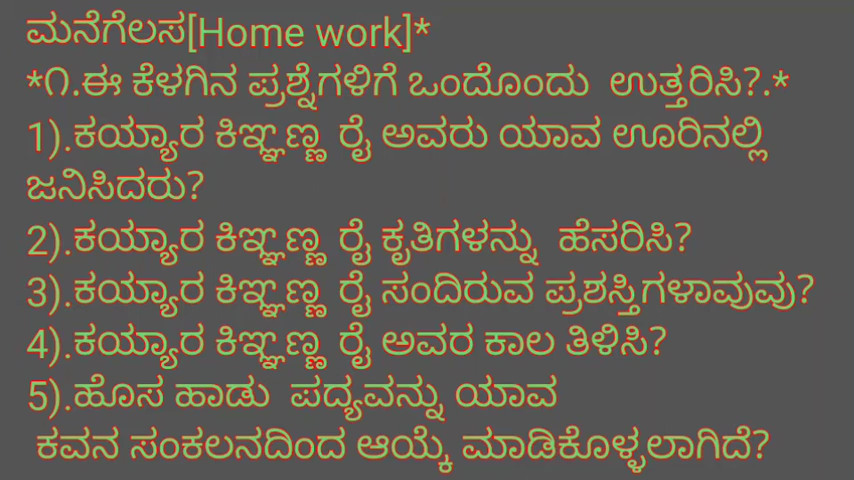 ಮನೆಗೆಲಸ[Home work]*
*೧.ಈ ಕೆಳಗಿನ ಪ್ರಶ್ನೆಗಳಿಗೆ ಒಂದೊಂದು ಉತ್ತರಿಸಿ?.*
1).ಕಯ್ಯಾರ ಕಿಞ್ಞಣ್ಣ ರೈ ಅವರು ಯಾವ ಊರಿನಲ್ಲಿ
ಜನಿಸಿದರು?
2).ಕಯ್ಯಾರ ಕಿಞ್ಞಣ್ಣ ರೈ ಕೃತಿಗಳನ್ನು ಹೆಸರಿಸಿ?
3).ಕಯ್ಯಾರ ಕಿಞ್ಞಣ್ಣ ರೈ ಸಂದಿರುವ ಪ್ರಶಸ್ತಿಗಳಾವುವು?
4).ಕಯ್ಯಾರ ಕಿಞ್ಞಣ್ಣ ರೈ ಅವರ ಕಾಲ ತಿಳಿಸಿ?
5).ಹೊಸ ಹಾಡು ಪದ್ಯವನ್ನು ಯಾವ
ಕವನ ಸಂಕಲನದಿಂದ ಆಯ್ಕೆ ಮಾಡಿಕೊಳ್ಳಲಾಗಿದೆ?